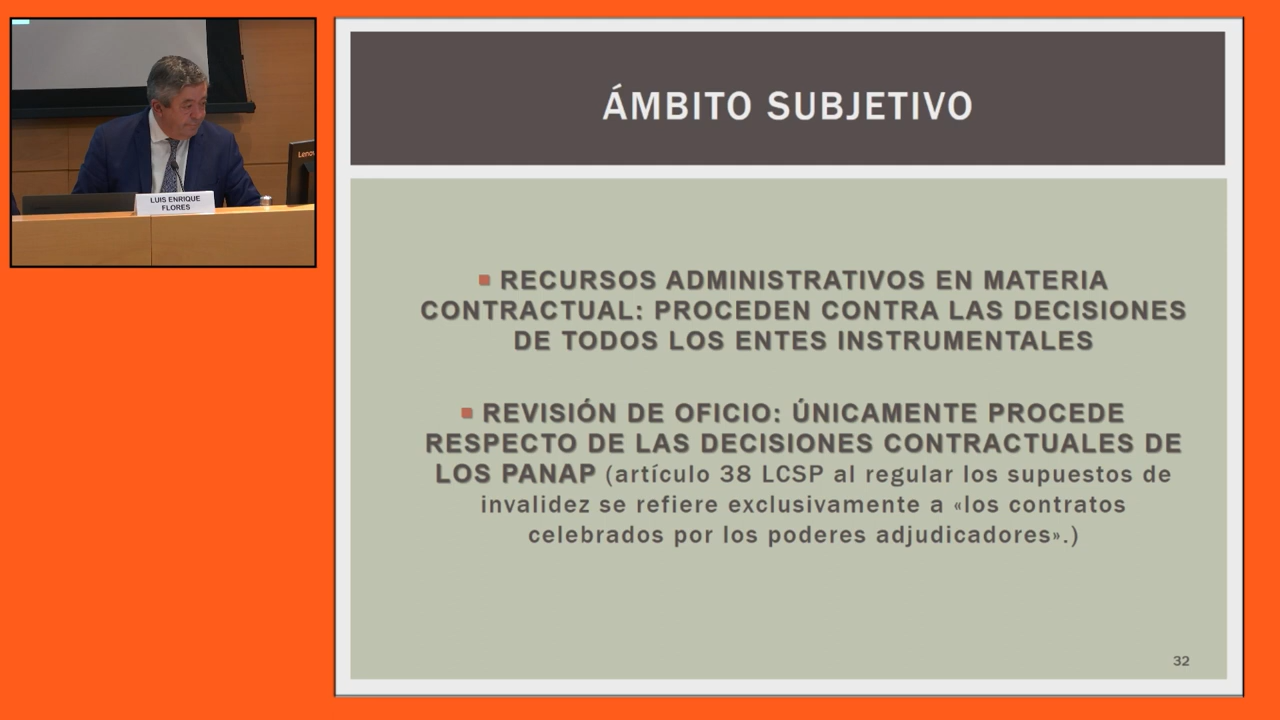 ÁMBITO SUBJETIVO
RECURSOS ADMINISTRATIVOS EN MATERIA
CONTRACTUAL: PROCEDEN CONTRA LAS DECISIONES
DE TODOS LOS ENTES INSTRUMENTALES
REVISIÓN DE OFICIO: ÚNICAMENTE PROCEDE
RESPECTO DE LAS DECISIONES CONTRACTUALES DE
LOS PANAP (artículo 38 LCSP al regular los supuestos de
invalidez se refiere exclusivamente a «los contratos
celebrados por los poderes adjudicadores».)
32
LUIS ENRIQUE
FLORES